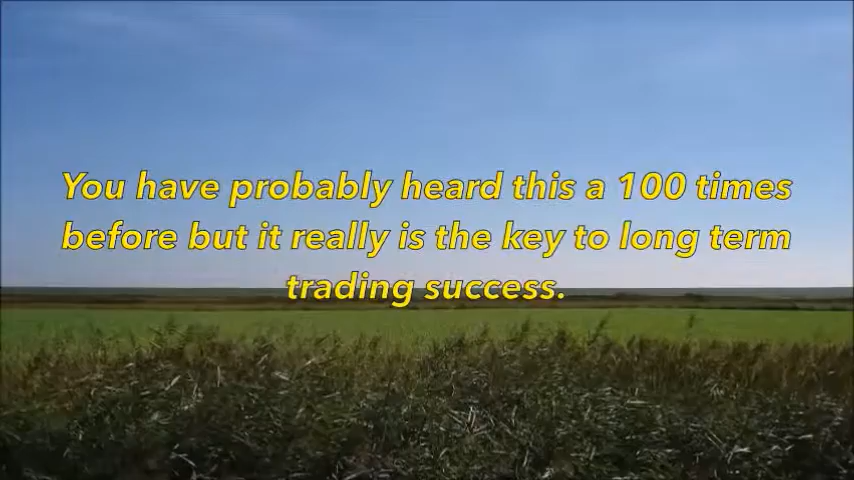 You have probably heard this a 100 times
before but it really is the key to long term
trading success.